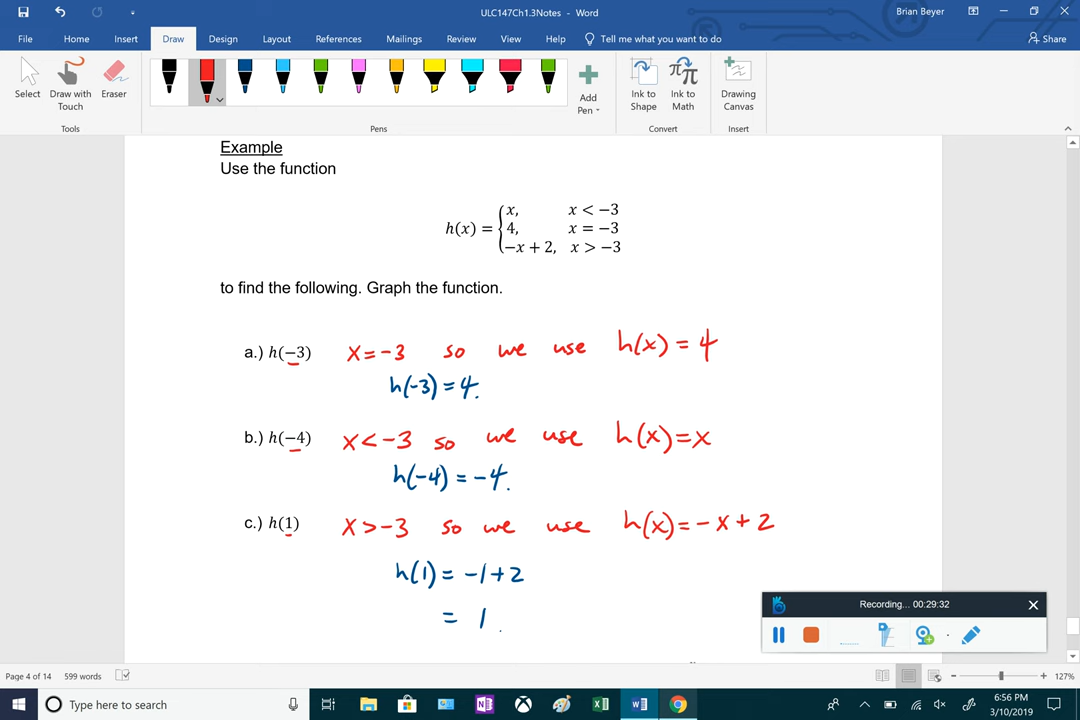 ULC147Ch1.3Notes - Word
Brian Beyer
File Home Insert Draw Design Layout References Mailings Review View Help Tell me what you want to do Share
Select Draw with Touch Eraser Add Pen Ink to Shape Ink to Math Drawing Canvas
Tools Pens Convert Insert
Example
Use the function
h(x) = { x, x < −3
4, x = −3
−x + 2, x > −3
to find the following. Graph the function.
a.) h(−3) x = −3 so we use h(x) = 4
h(−3) = 4.
b.) h(−4) x < −3 so we use h(x) = x
h(−4) = −4.
c.) h(1) x > −3 so we use h(x) = −x + 2
h(1) = −1 + 2
= 1
Recording... 00:29:32
Page 4 of 14 599 words 127%
Type here to search
6:56 PM
3/10/2019